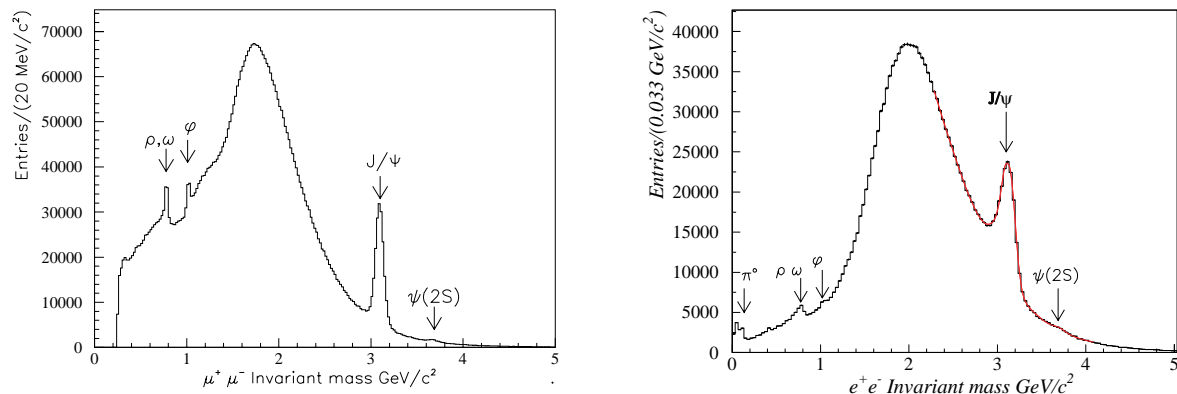 Entries/(20 MeV/c²)
70000
60000
50000
40000
30000
20000
10000
0
ρ,ω
φ
J/Ψ
ψ(2S)
0 1 2 3 4 5
μ⁺ μ⁻ Invariant mass GeV/c²
.
Entries/(0.033 GeV/c²)
40000
35000
30000
25000
20000
15000
10000
5000
0
π°
ρ ω
φ
J/ψ
ψ(2S)
0 1 2 3 4 5
e⁺e⁻ Invariant mass GeV/c²